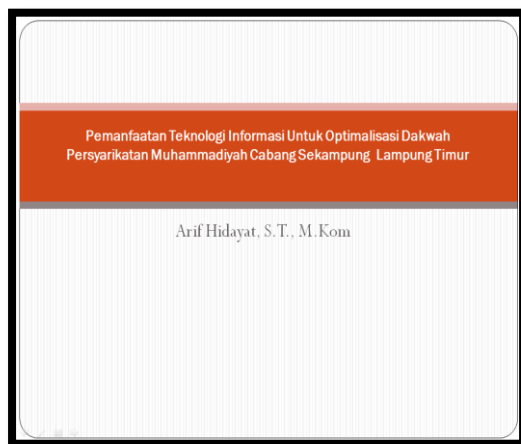 Pemanfaatan Teknologi Informasi Untuk Optimalisasi Dakwah
Persyarikatan Muhammadiyah Cabang Sekampung Lampung Timur
Arif Hidayat, S.T., M.Kom